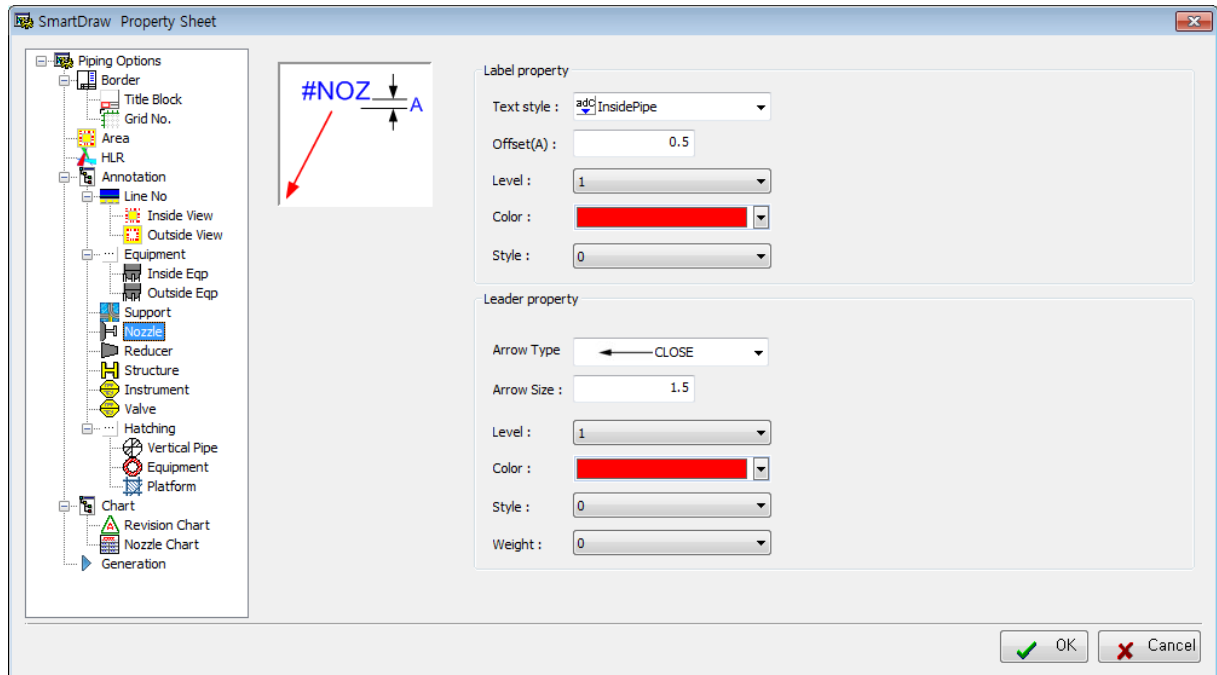 SmartDraw  Property Sheet
Piping Options
Border
Title Block
Grid No.
Area
HLR
Annotation
Line No
Inside View
Outside View
Equipment
Inside Eqp
Outside Eqp
Support
Nozzle
Reducer
Structure
Instrument
Valve
Hatching
Vertical Pipe
Equipment
Platform
Chart
Revision Chart
Nozzle Chart
Generation
#NOZ
A
Label property
Text style : adc InsidePipe
Offset(A) : 0.5
Level : 1
Color :
Style : 0
Leader property
Arrow Type CLOSE
Arrow Size : 1.5
Level : 1
Color :
Style : 0
Weight : 0
OK Cancel